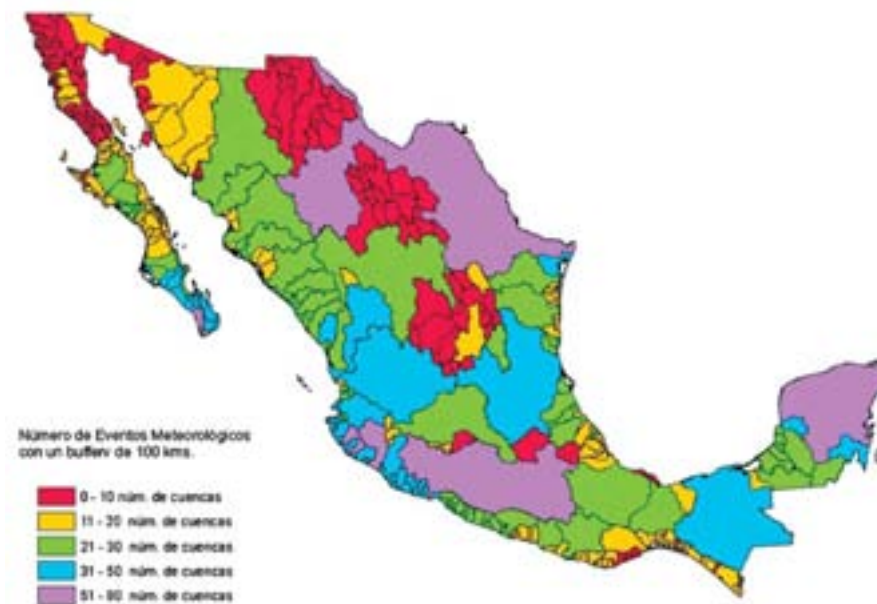 Número de Eventos Meteorológicos
con un bufferv de 100 kms.
0 - 10 núm. de cuencas
11 - 20 núm. de cuencas
21 - 30 núm. de cuencas
31 - 50 núm. de cuencas
51 - 80 núm. de cuencas